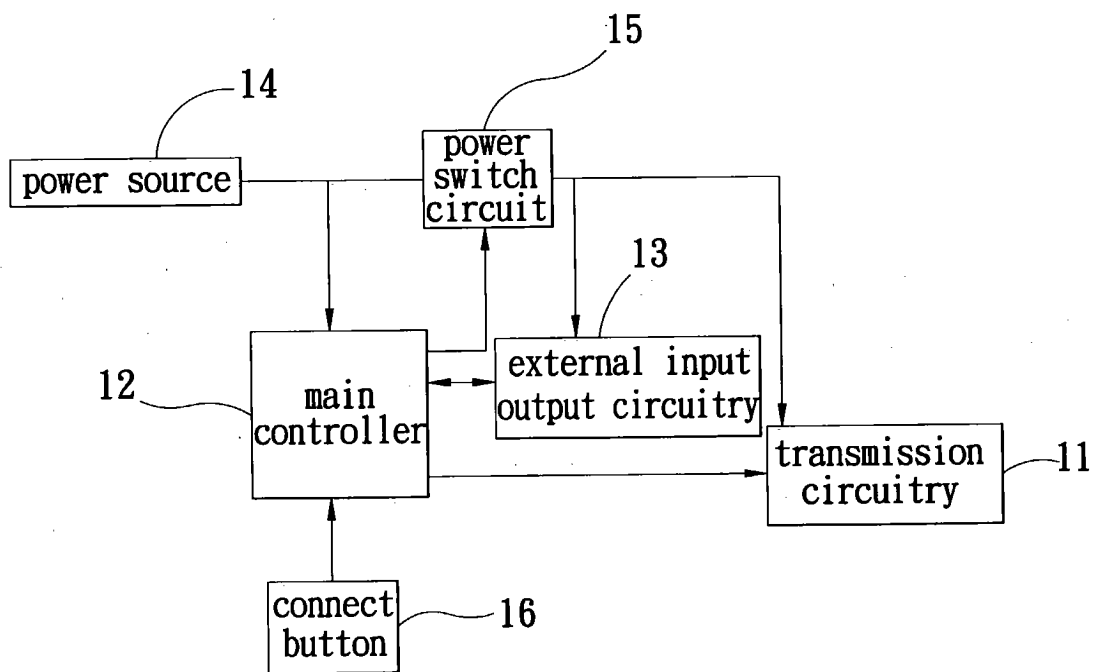 15
14
power source
power
switch
circuit
13
12
main
controller
external input
output circuitry
transmission
circuitry
11
connect
button
16